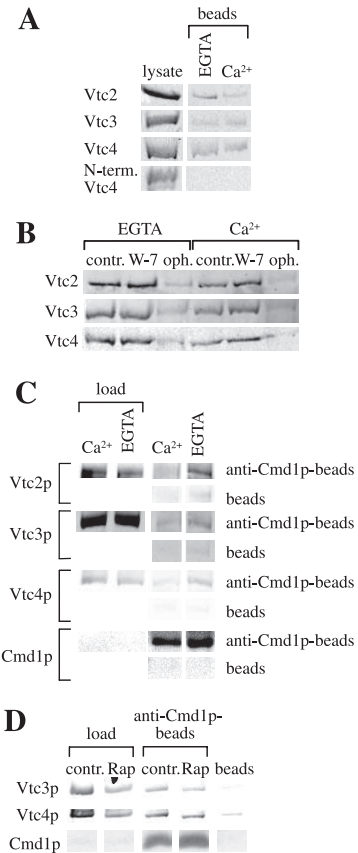 A
beads
lysate EGTA Ca²⁺
Vtc2
Vtc3
Vtc4
N-term.
Vtc4
B
EGTA Ca²⁺
contr. W-7 oph. contr. W-7 oph.
Vtc2
Vtc3
Vtc4
C
load
Ca²⁺ EGTA Ca²⁺ EGTA
Vtc2p anti-Cmd1p-beads
beads
Vtc3p anti-Cmd1p-beads
beads
Vtc4p anti-Cmd1p-beads
beads
Cmd1p anti-Cmd1p-beads
beads
D
anti-Cmd1p-
load beads
contr. Rap contr. Rap beads
Vtc3p
Vtc4p
Cmd1p